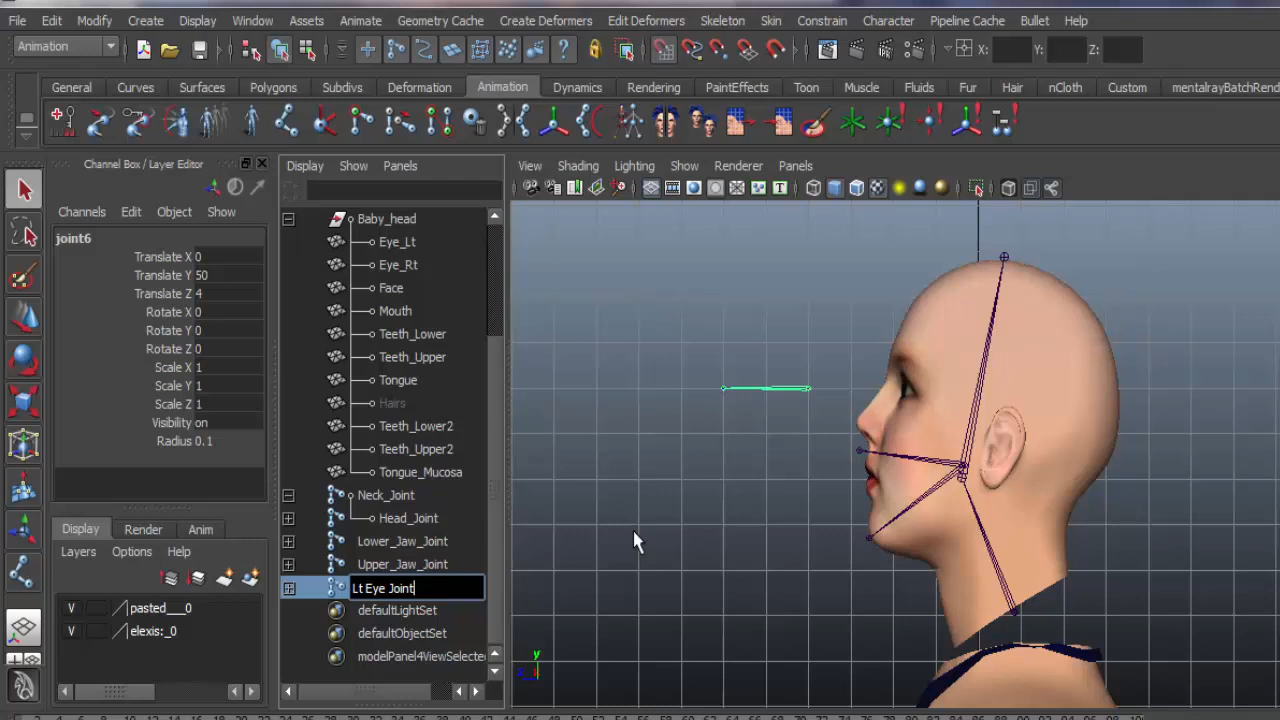 File Edit Modify Create Display Window Assets Animate Geometry Cache Create Deformers Edit Deformers Skeleton Skin Constrain Character Pipeline Cache Bullet Help
Animation X: Y: Z:
General Curves Surfaces Polygons Subdivs Deformation Animation Dynamics Rendering PaintEffects Toon Muscle Fluids Fur Hair nCloth Custom mentalrayBatchRend
Channel Box / Layer Editor
Channels Edit Object Show
joint6
Translate X 0
Translate Y 50
Translate Z 4
Rotate X 0
Rotate Y 0
Rotate Z 0
Scale X 1
Scale Y 1
Scale Z 1
Visibility on
Radius 0.1
Display Render Anim
Layers Options Help
V pasted___0
V elexis:_0
Display Show Panels
Baby_head
Eye_Lt
Eye_Rt
Face
Mouth
Teeth_Lower
Teeth_Upper
Tongue
Hairs
Teeth_Lower2
Teeth_Upper2
Tongue_Mucosa
Neck_Joint
Head_Joint
Lower_Jaw_Joint
Upper_Jaw_Joint
Lt Eye Joint
defaultLightSet
defaultObjectSet
modelPanel4ViewSelecte
View Shading Lighting Show Renderer Panels
y